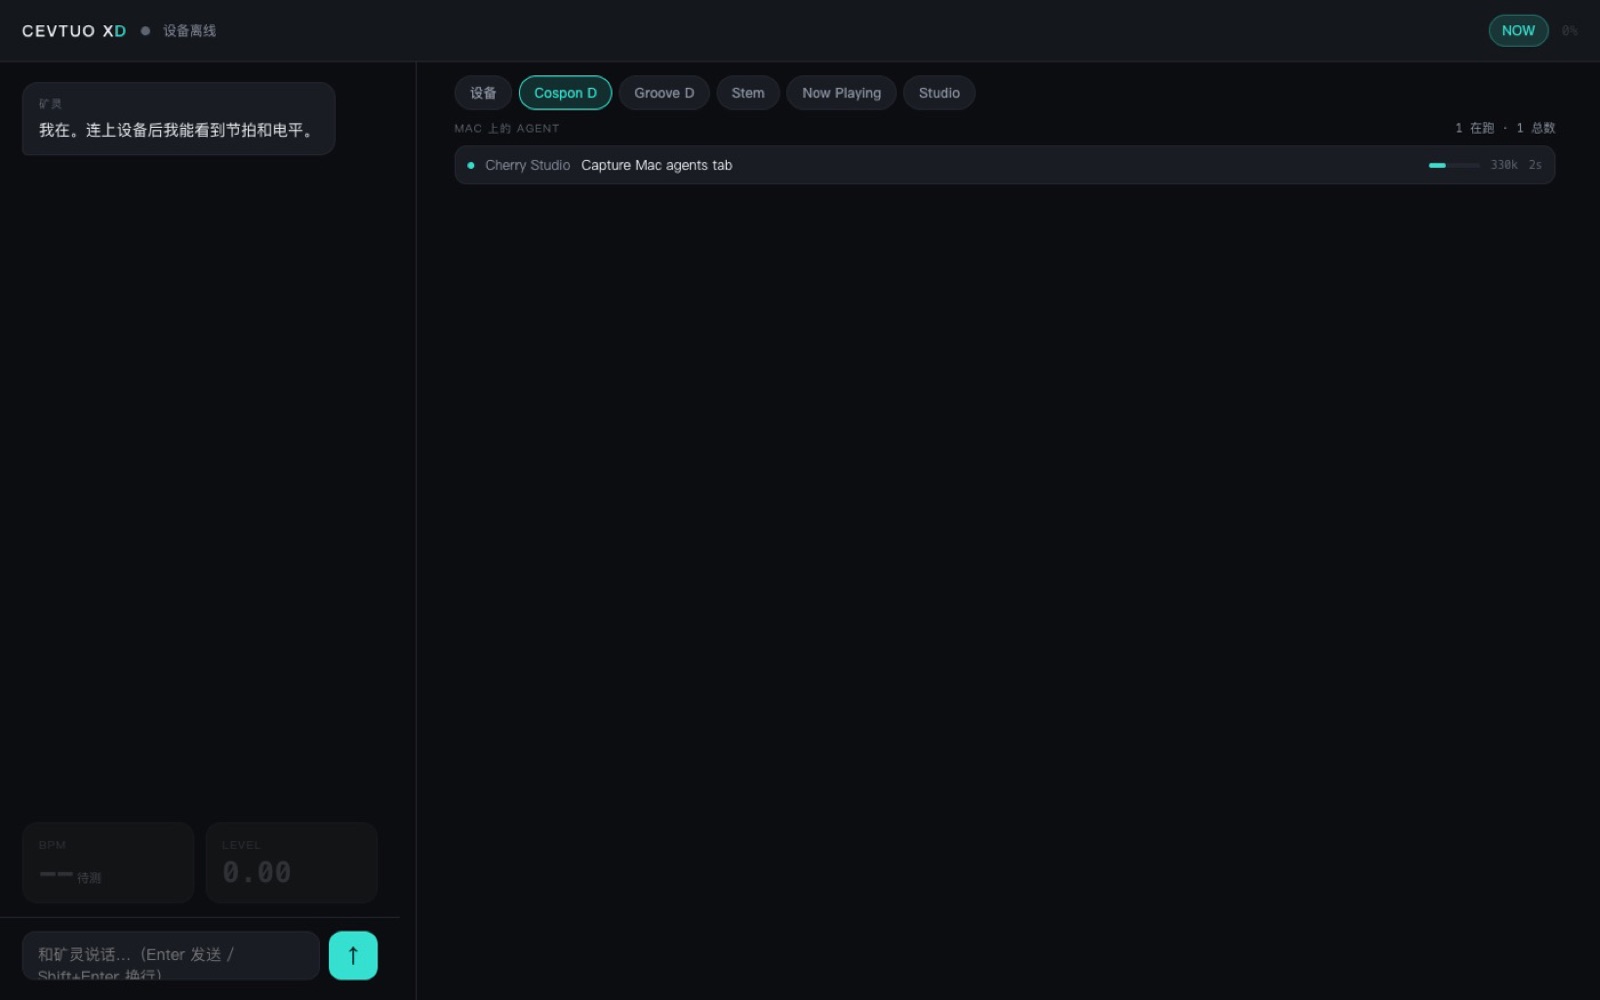 CEVTUO XD 设备离线
NOW 0%
矿灵
我在。连上设备后我能看到节拍和电平。
设备 Cospon D Groove D Stem Now Playing Studio
MAC 上的 AGENT
1 在跑 · 1 总数
Cherry Studio Capture Mac agents tab 330k 2s
BPM
—— 待测
LEVEL
0.00
和矿灵说话... (Enter 发送 /
Shift+Enter 换行)
↑